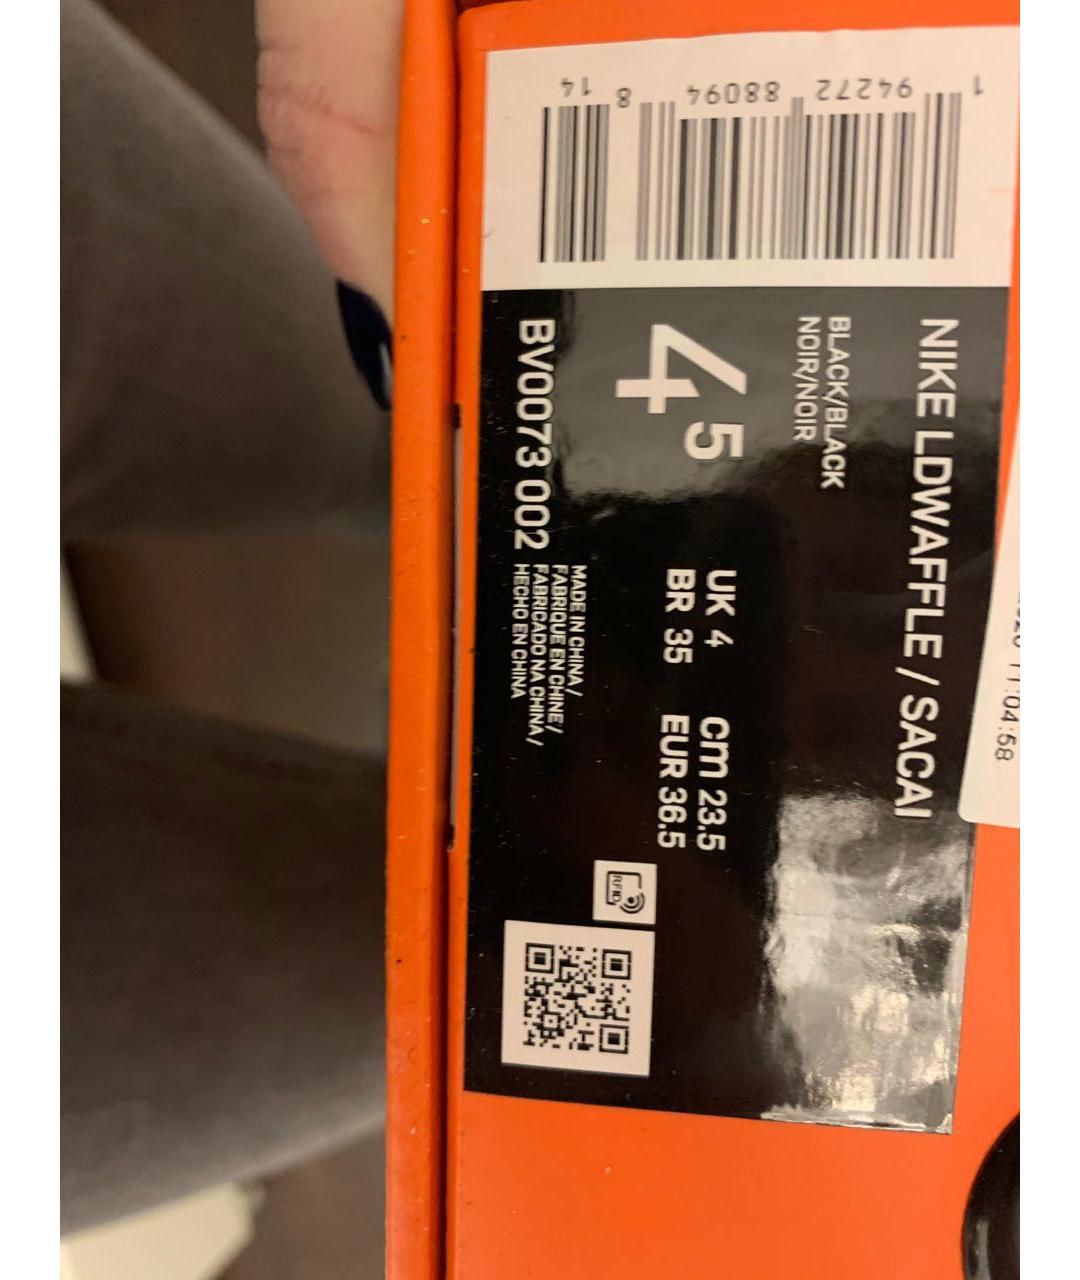 1 94272 88094 8 14
NIKE LDWAFFLE / SACAI
BLACK/BLACK
NOIR/NOIR
4 5
UK 4 cm 23.5
BR 35 EUR 36.5
BV0073 002
MADE IN CHINA /
FABRIQUE EN CHINE/
FABRICADO NA CHINA/
HECHO EN CHINA
RFID
11:04:58